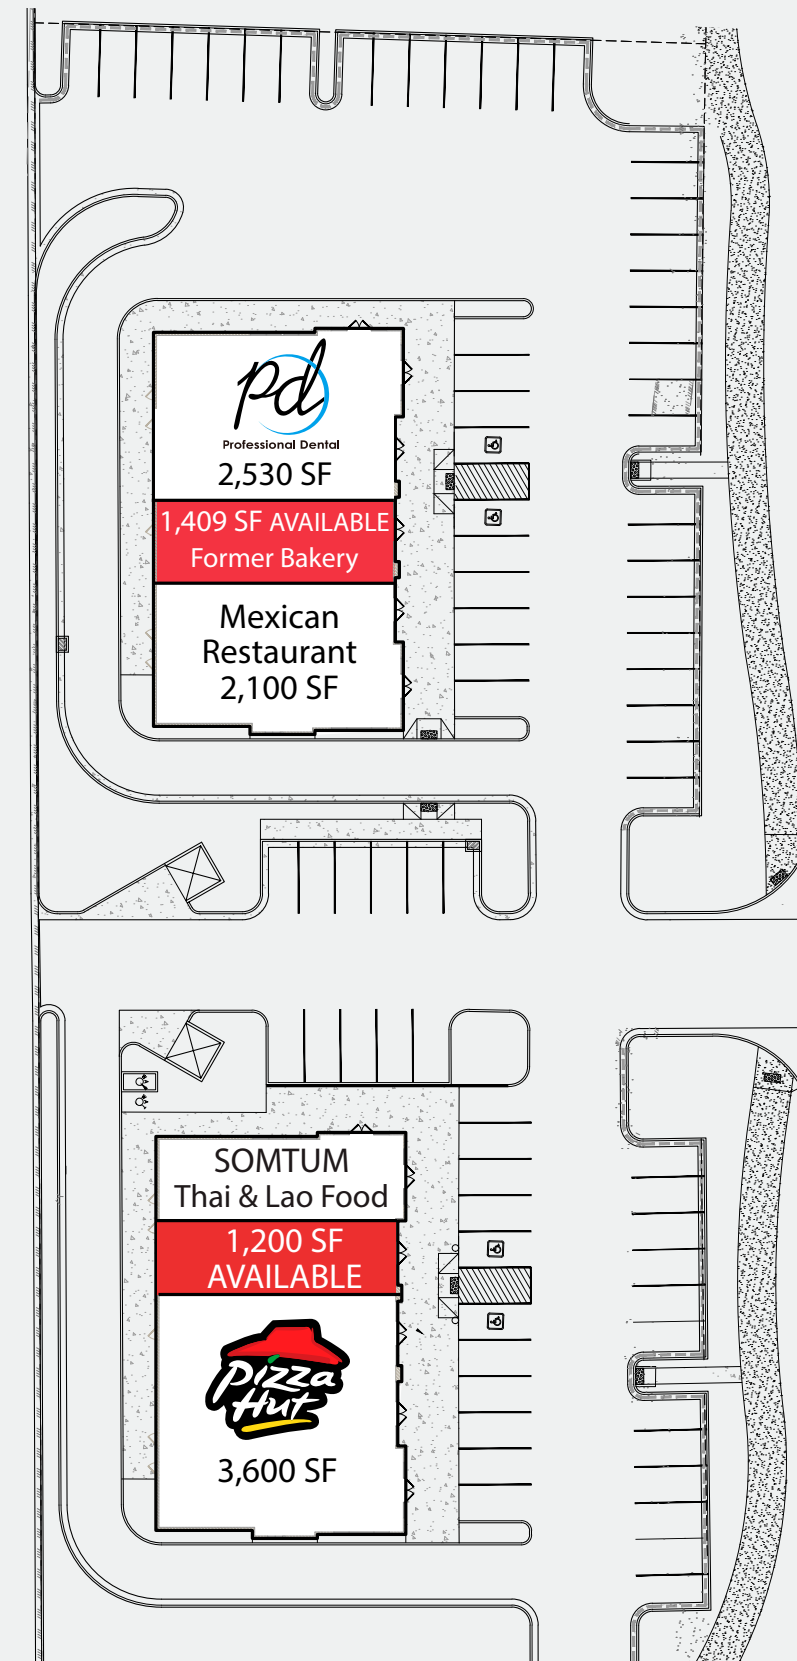 pd
Professional Dental
2,530 SF
1,409 SF AVAILABLE
Former Bakery
Mexican
Restaurant
2,100 SF
SOMTUM
Thai & Lao Food
1,200 SF
AVAILABLE
Pizza
Hut
3,600 SF